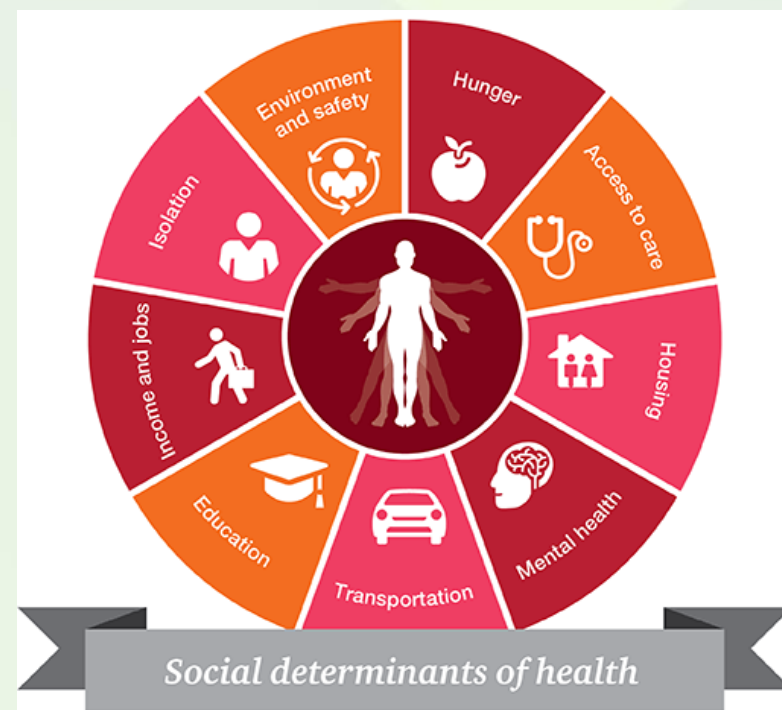 Environment
and safety
Hunger
Access to care
Housing
Mental health
Transportation
Education
Income and jobs
Isolation
Social determinants of health